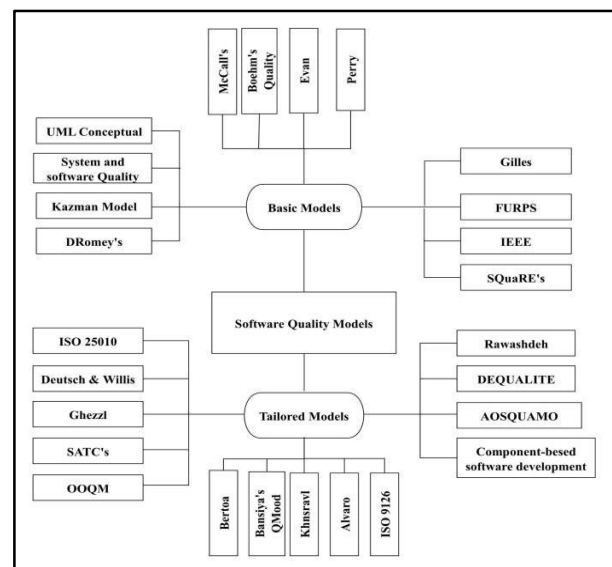 McCall's
Boehm's
Quality
Evan
Perry
UML Conceptual
System and
software Quality
Kazman Model
DRomey's
Basic Models
Gilles
FURPS
IEEE
SQuaRE's
Software Quality Models
ISO 25010
Deutsch & Willis
Ghezzl
SATC's
OOQM
Tailored Models
Rawashdeh
DEQUALITE
AOSQUAMO
Component-besed
software development
Bertoa
Bansiya's
QMood
Khnsravl
Alvaro
ISO 9126